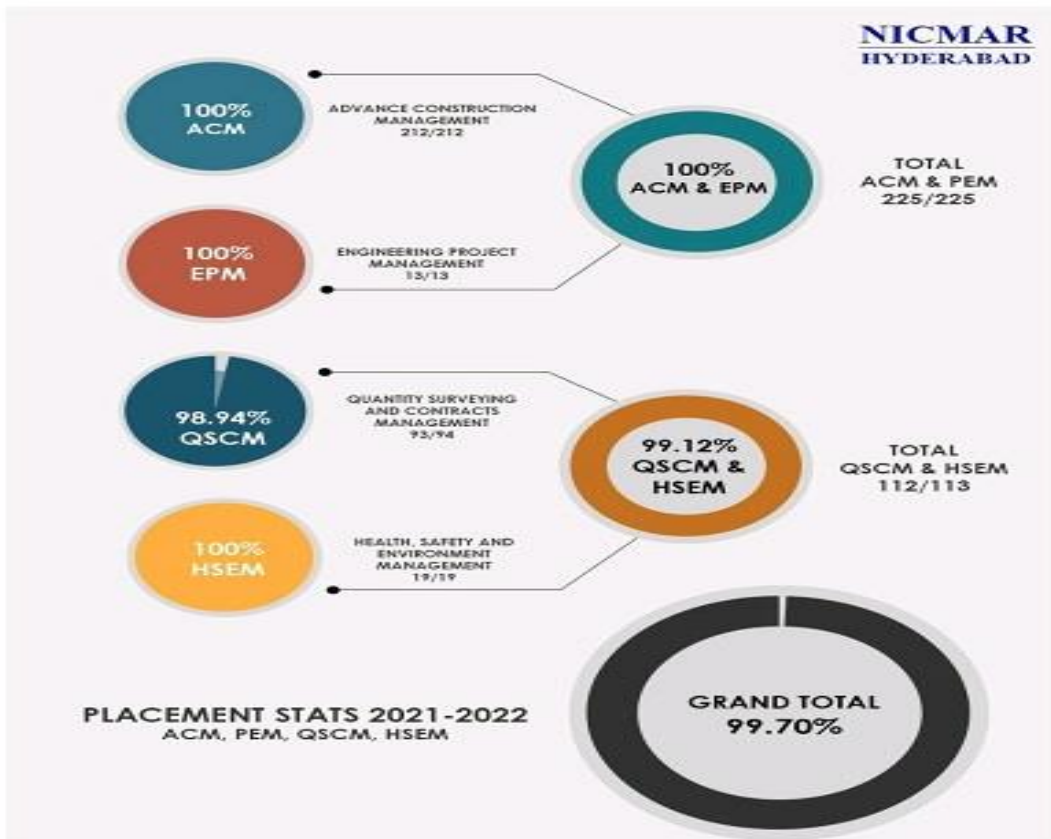 NICMAR
HYDERABAD
100%
ACM
ADVANCE CONSTRUCTION
MANAGEMENT
212/212
100%
ACM & EPM
TOTAL
ACM & PEM
225/225
100%
EPM
ENGINEERING PROJECT
MANAGEMENT
13/13
98.94%
QSCM
QUANTITY SURVEYING
AND CONTRACTS
MANAGEMENT
93/94
99.12%
QSCM &
HSEM
TOTAL
QSCM & HSEM
112/113
100%
HSEM
HEALTH, SAFETY AND
ENVIRONMENT
MANAGEMENT
19/19
GRAND TOTAL
99.70%
PLACEMENT STATS 2021-2022
ACM, PEM, QSCM, HSEM